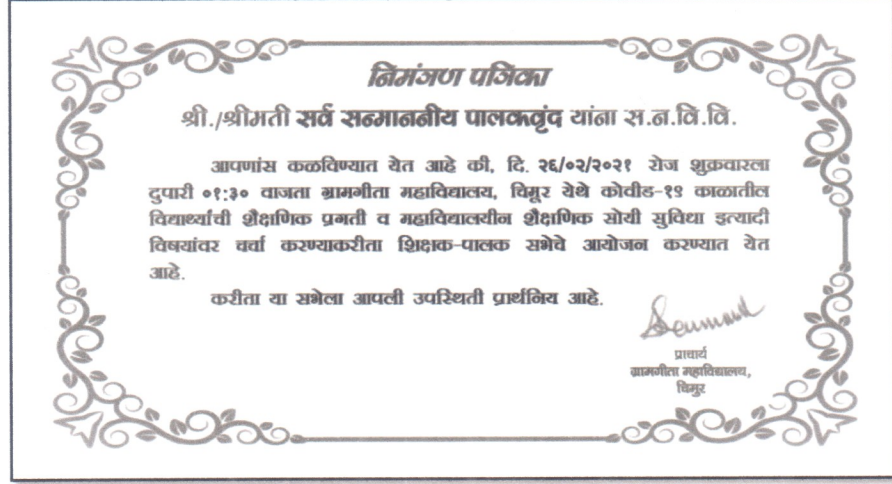 निमंत्रण पत्रिका
श्री./श्रीमती सर्व सन्माननीय पालकवृंद यांना स.न.वि.वि.
आपणांस कळविण्यात येत आहे की, दि. २६/०२/२०२१ रोज शुक्रवारला
दुपारी ०१:३० वाजता ग्रामगीता महाविद्यालय, चिमूर येथे कोवीड-१९ काळातील
विद्यार्थ्यांची शैक्षणिक प्रगती व महाविद्यालयीन शैक्षणिक सोयी सुविधा इत्यादी
विषयांवर चर्चा करण्याकरीता शिक्षक-पालक सभेचे आयोजन करण्यात येत
आहे.
करीता या सभेला आपली उपस्थिती प्रार्थनिय आहे.
प्राचार्य
ग्रामगीता महाविद्यालय,
चिमुर